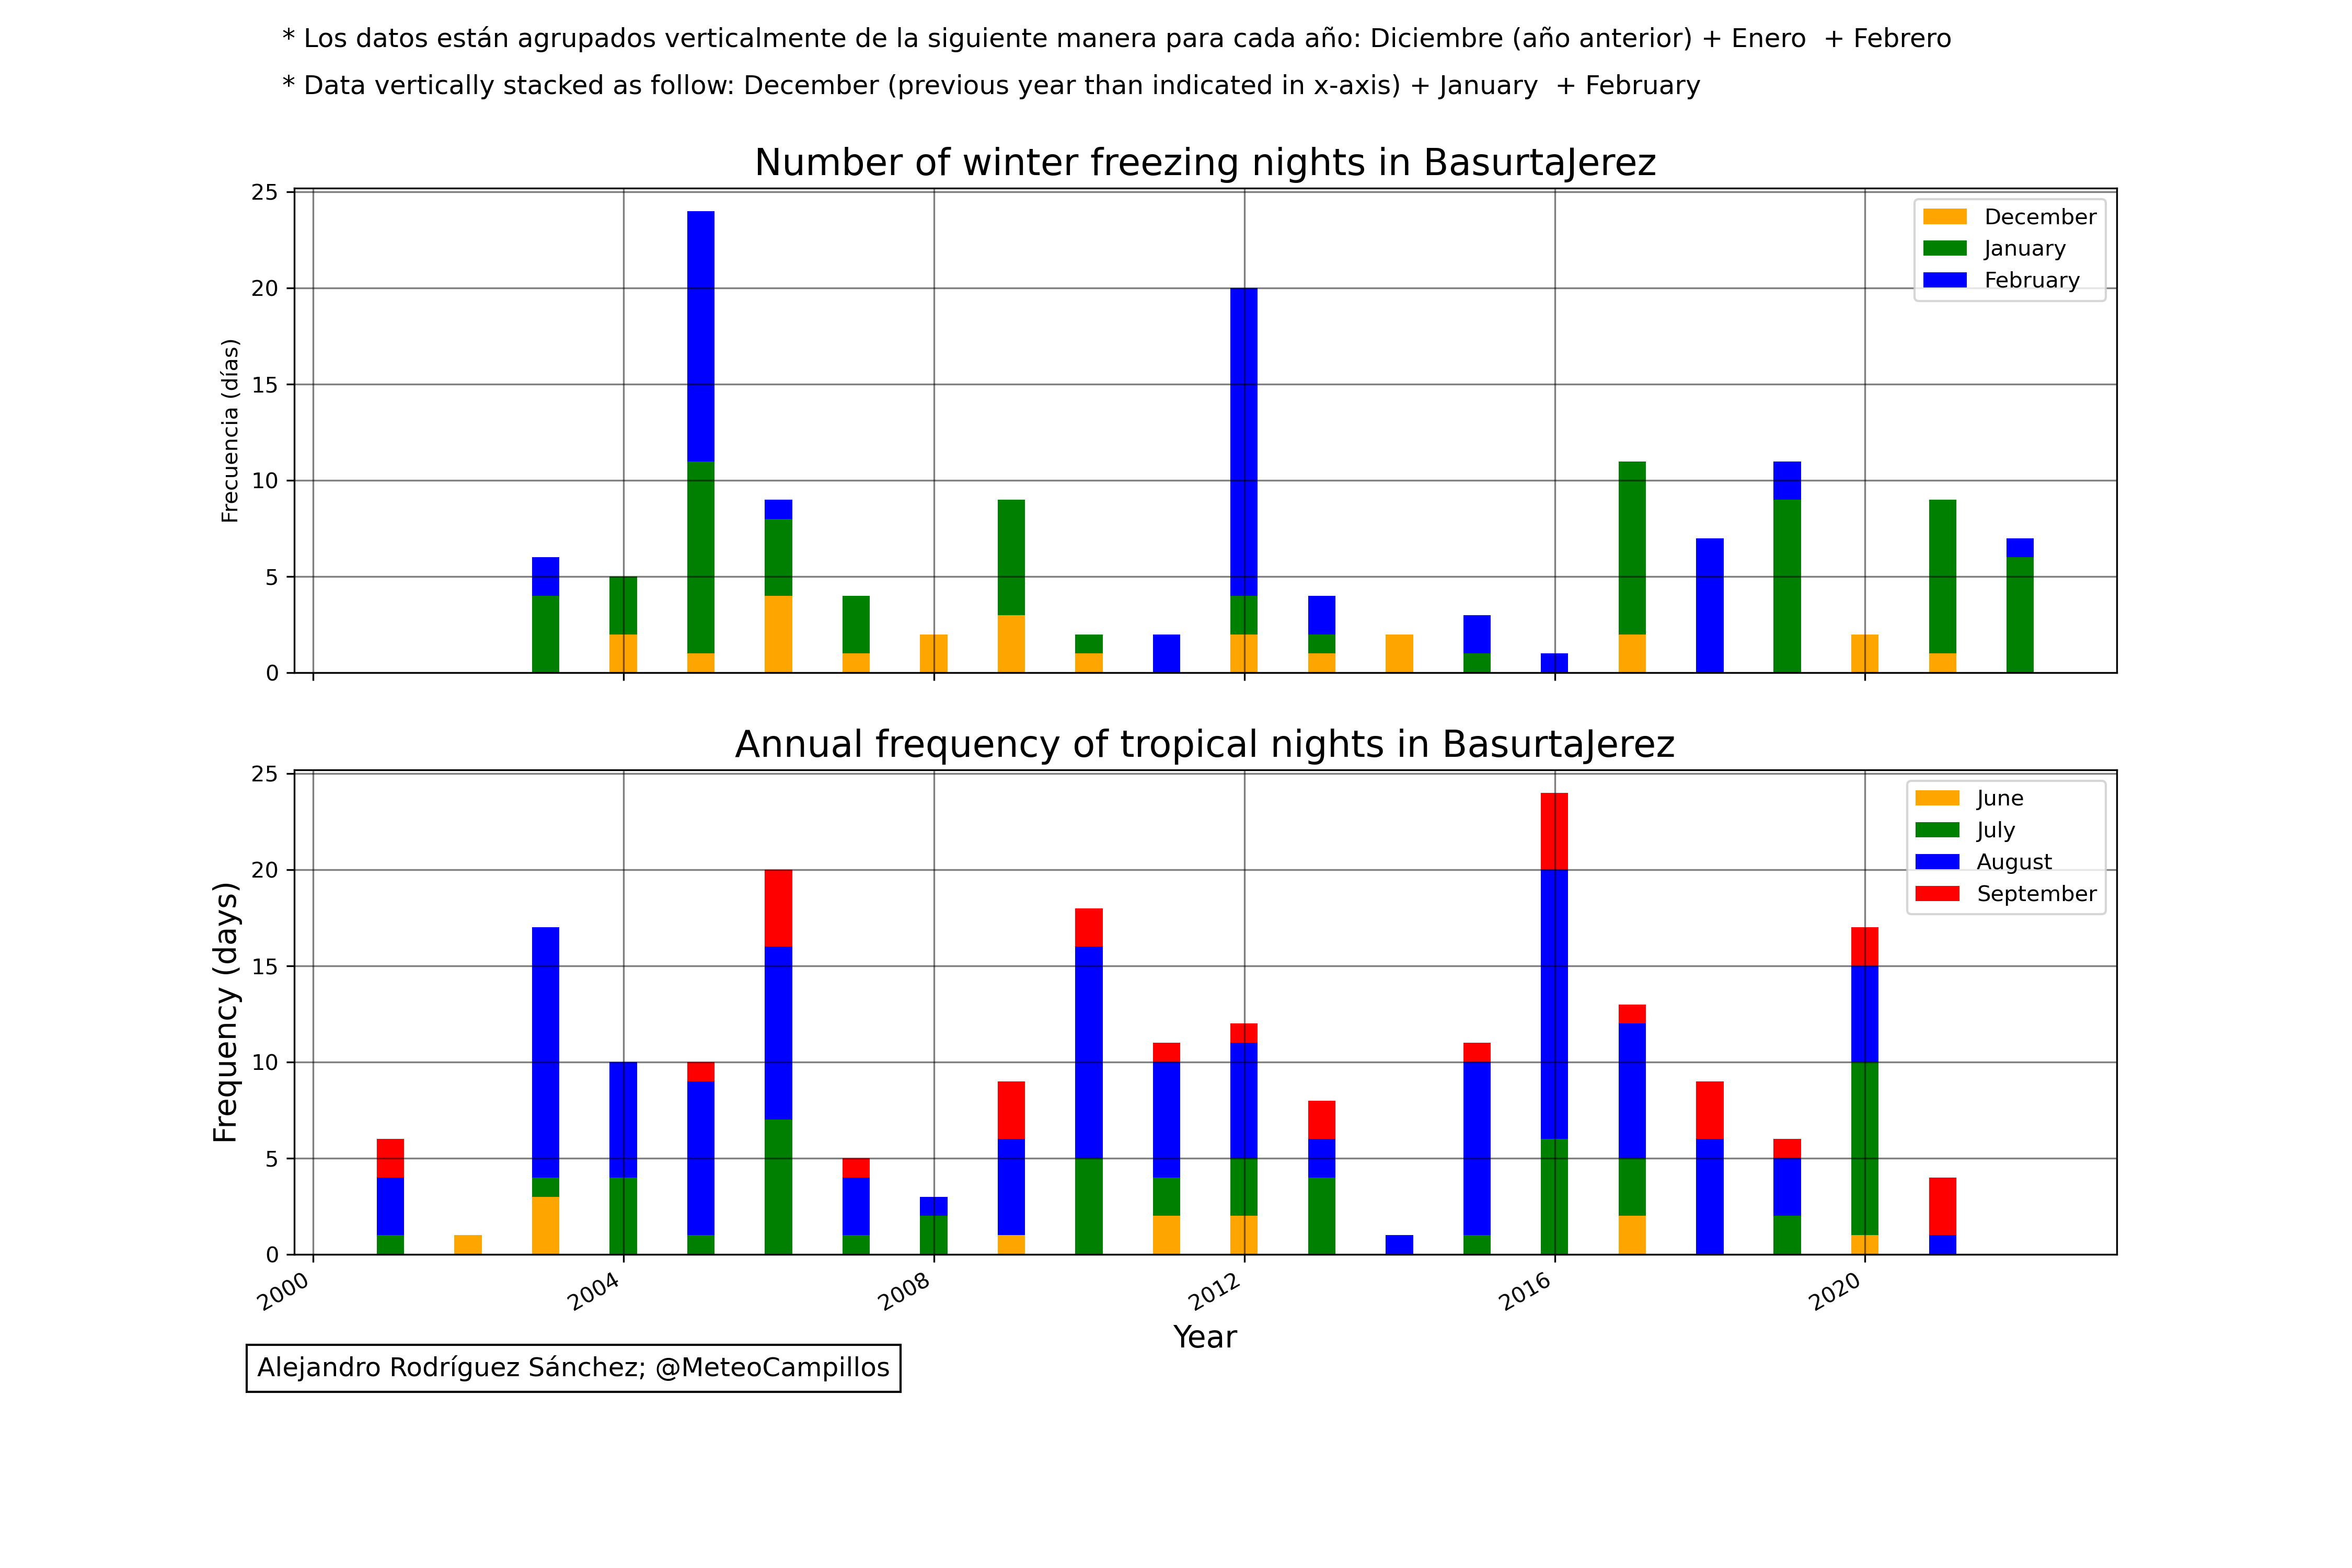 * Los datos están agrupados verticalmente de la siguiente manera para cada año: Diciembre (año anterior) + Enero  + Febrero
* Data vertically stacked as follow: December (previous year than indicated in x-axis) + January  + February
Number of winter freezing nights in BasurtaJerez
25
20
15
10
5
0
Frecuencia (días)
December
January
February
Annual frequency of tropical nights in BasurtaJerez
25
20
15
10
5
0
Frequency (days)
June
July
August
September
2000
2004
2008
2012
2016
2020
Year
Alejandro Rodríguez Sánchez; @MeteoCampillos